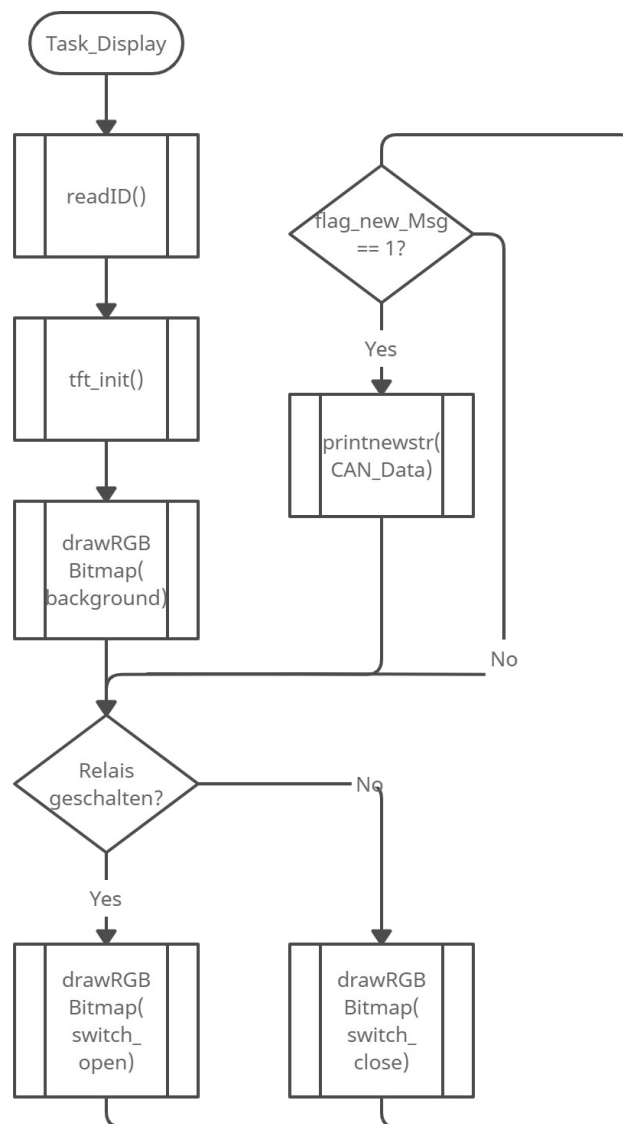 Task_Display
readID()
tft_init()
drawRGB
Bitmap(
background)
flag_new_Msg
== 1?
Yes
printnewstr(
CAN_Data)
No
Relais
geschalten?
No
Yes
drawRGB
Bitmap(
switch_
open)
drawRGB
Bitmap(
switch_
close)